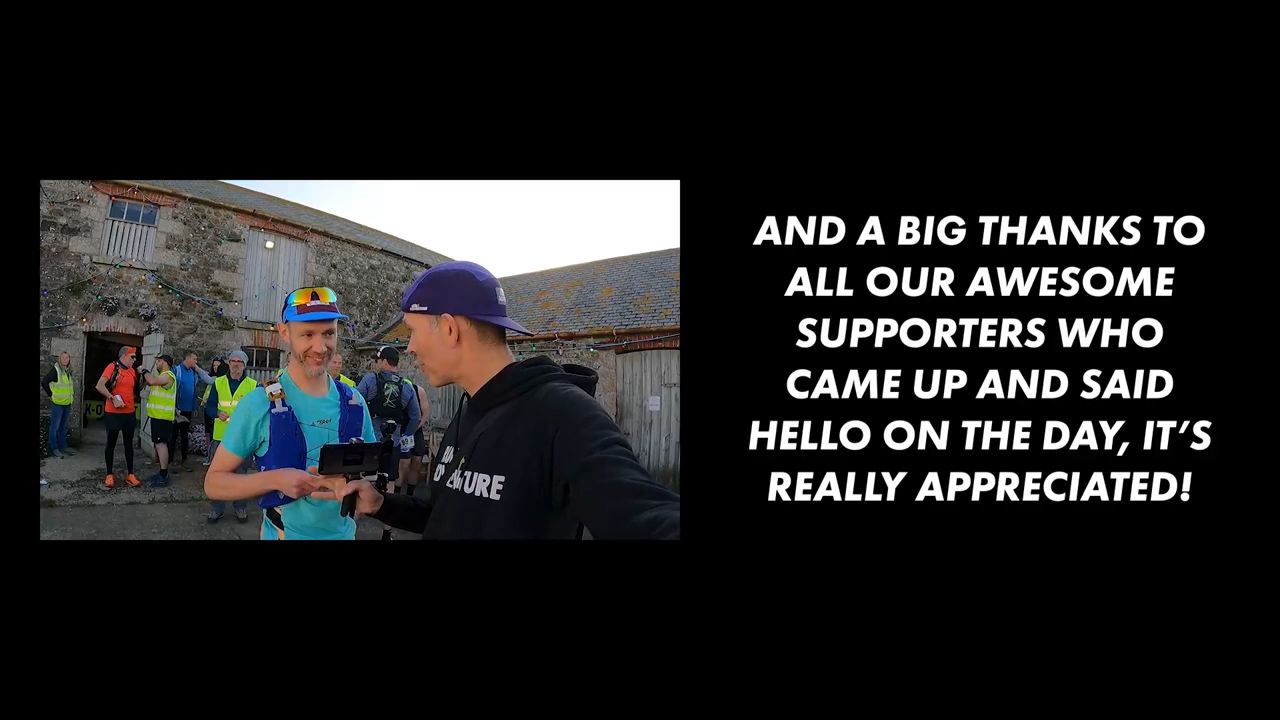 AND A BIG THANKS TO
ALL OUR AWESOME
SUPPORTERS WHO
CAME UP AND SAID
HELLO ON THE DAY, IT’S
REALLY APPRECIATED!